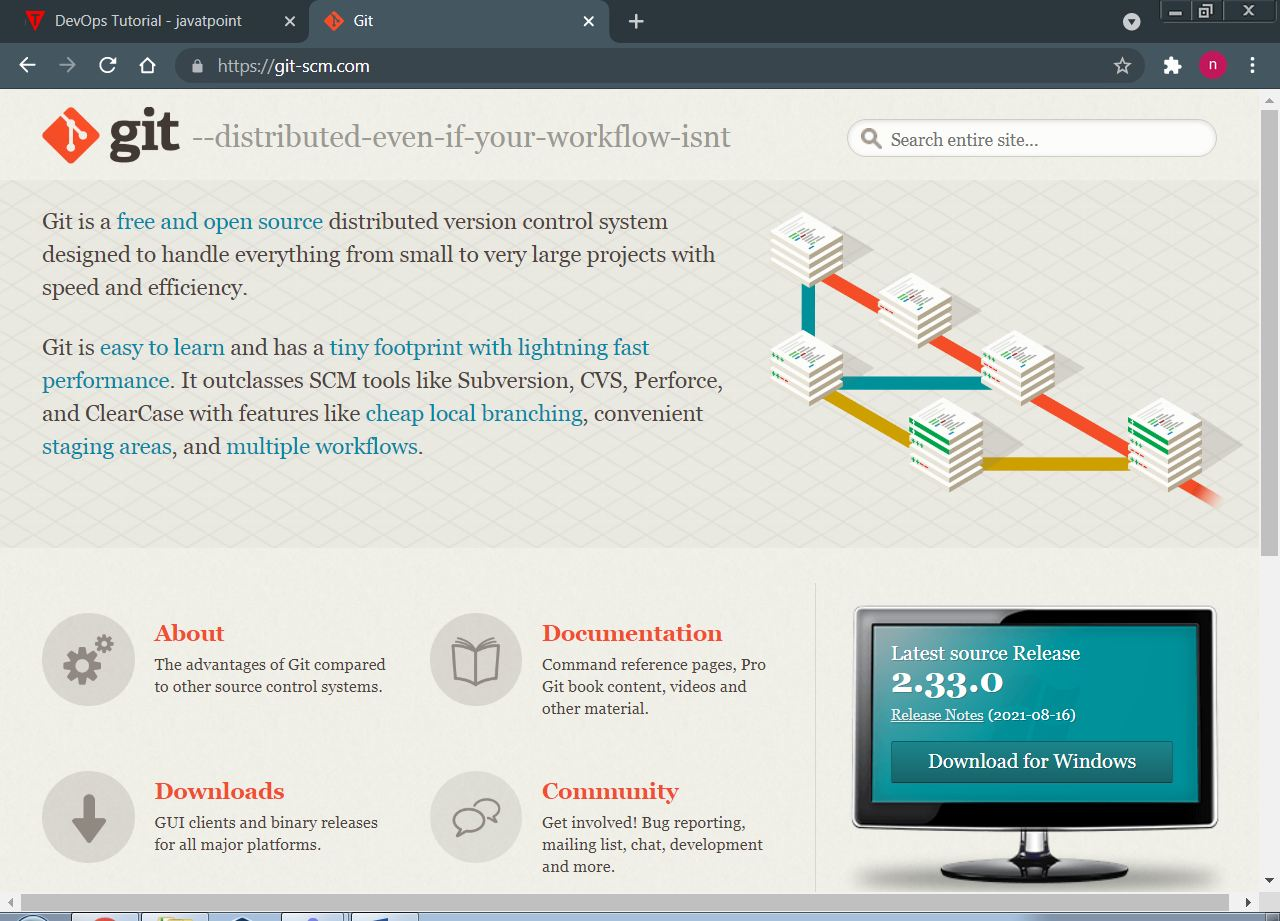 DevOps Tutorial - javatpoint
Git
https://git-scm.com
n
git --distributed-even-if-your-workflow-isnt
Search entire site...
Git is a free and open source distributed version control system
designed to handle everything from small to very large projects with
speed and efficiency.
Git is easy to learn and has a tiny footprint with lightning fast
performance. It outclasses SCM tools like Subversion, CVS, Perforce,
and ClearCase with features like cheap local branching, convenient
staging areas, and multiple workflows.
About
The advantages of Git compared
to other source control systems.
Documentation
Command reference pages, Pro
Git book content, videos and
other material.
Downloads
GUI clients and binary releases
for all major platforms.
Community
Get involved! Bug reporting,
mailing list, chat, development
and more.
Latest source Release
2.33.0
Release Notes (2021-08-16)
Download for Windows